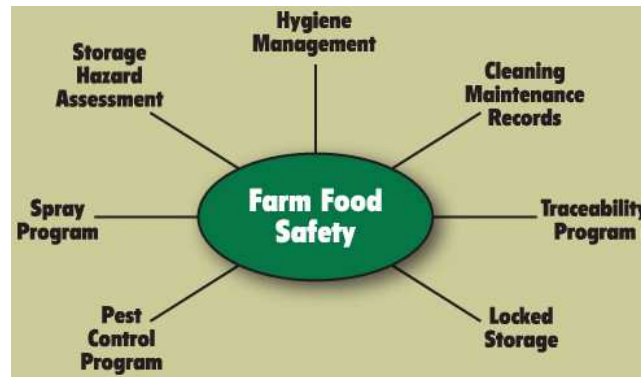 Hygiene
Management
Storage
Hazard
Assessment
Cleaning
Maintenance
Records
Farm Food
Safety
Spray
Program
Traceability
Program
Pest
Control
Program
Locked
Storage